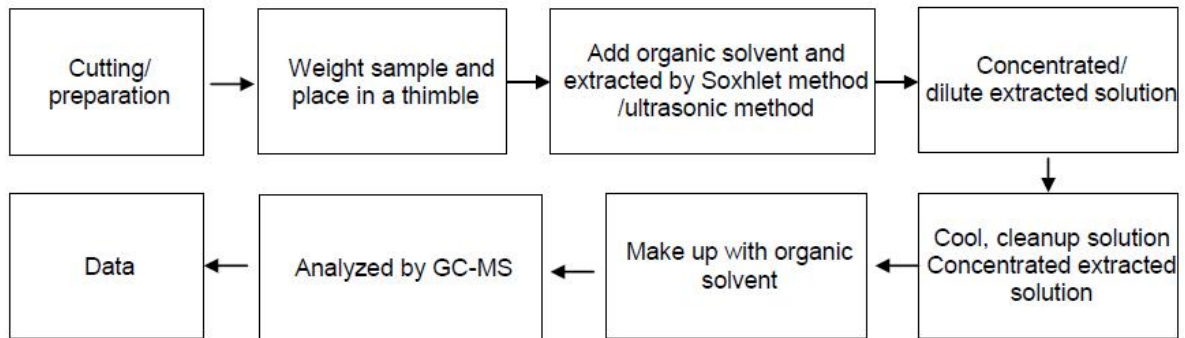 Cutting/
preparation
Weight sample and
place in a thimble
Add organic solvent and
extracted by Soxhlet method
/ultrasonic method
Concentrated/
dilute extracted solution
Cool, cleanup solution
Concentrated extracted
solution
Make up with organic
solvent
Analyzed by GC-MS
Data